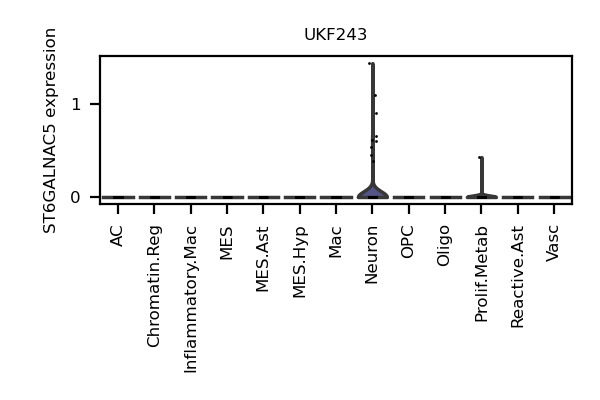 UKF243
ST6GALNAC5 expression
1
0
AC
Chromatin.Reg
Inflammatory.Mac
MES
MES.Ast
MES.Hyp
Mac
Neuron
OPC
Oligo
Prolif.Metab
Reactive.Ast
Vasc